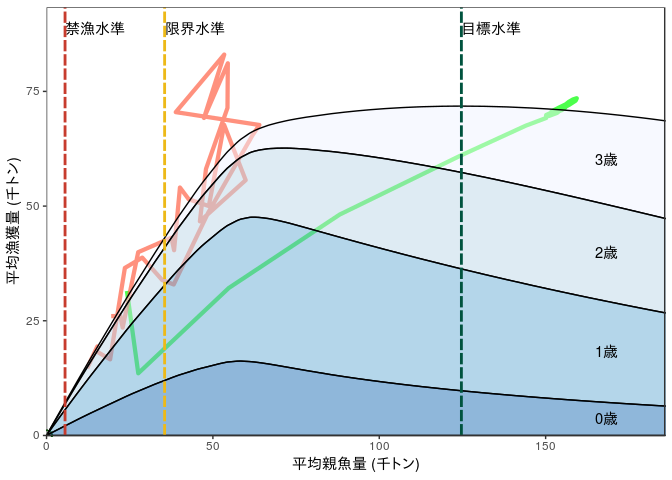 禁漁水準
限界水準
目標水準
75
50
25
0
3歳
2歳
1歳
0歳
0
50
100
150
平均漁獲量 (千トン)
平均親魚量 (千トン)